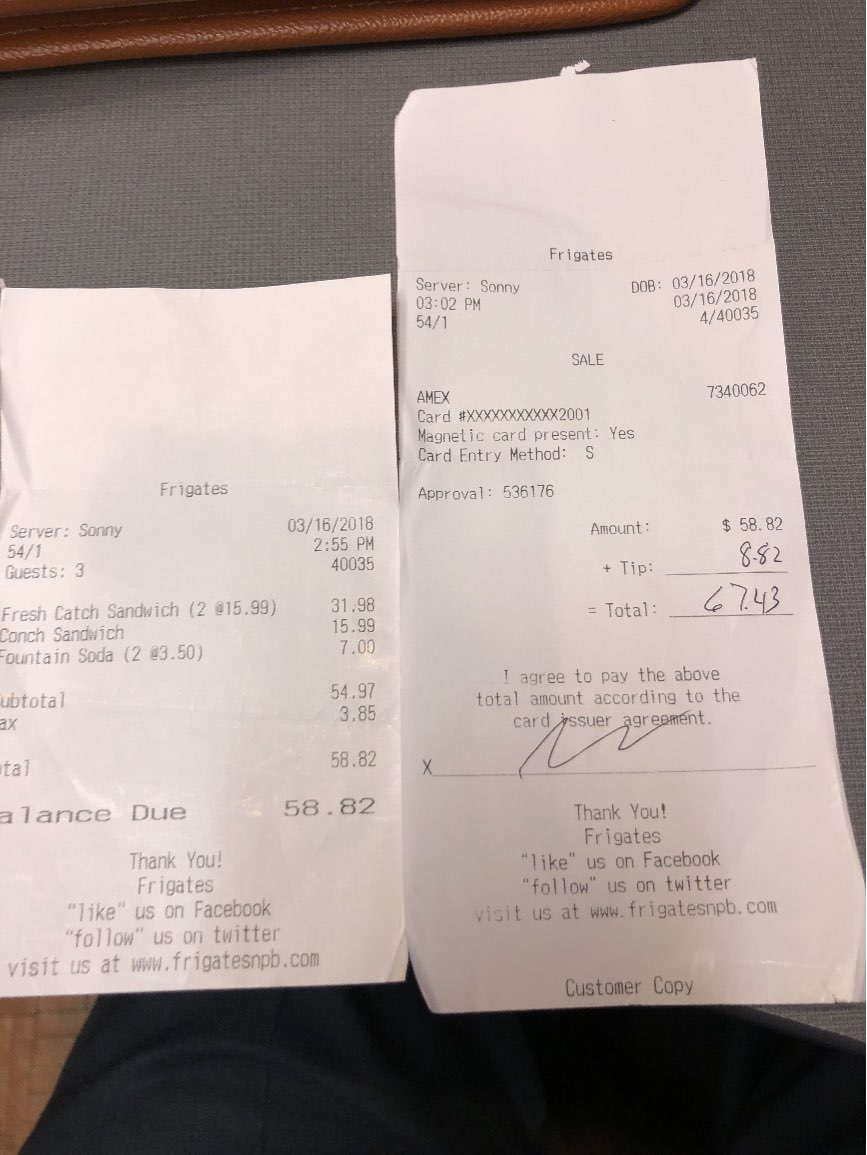 Frigates
Server: Sonny 03/16/2018
54/1 2:55 PM
Guests: 3 40035
Fresh Catch Sandwich (2 @15.99) 31.98
Conch Sandwich 15.99
Fountain Soda (2 @3.50) 7.00
ubtotal 54.97
ax 3.85
tal 58.82
alance Due 58.82
Thank You!
Frigates
"like" us on Facebook
"follow" us on twitter
visit us at www.frigatesnpb.com
Frigates
Server: Sonny DOB: 03/16/2018
03:02 PM 03/16/2018
54/1 4/40035
SALE
AMEX 7340062
Card #XXXXXXXXXXX2001
Magnetic card present: Yes
Card Entry Method: S
Approval: 536176
Amount: $ 58.82
+ Tip: 8.82
= Total: 67.43
I agree to pay the above
total amount according to the
card issuer agreement.
X
Thank You!
Frigates
"like" us on Facebook
"follow" us on twitter
visit us at www.frigatesnpb.com
Customer Copy